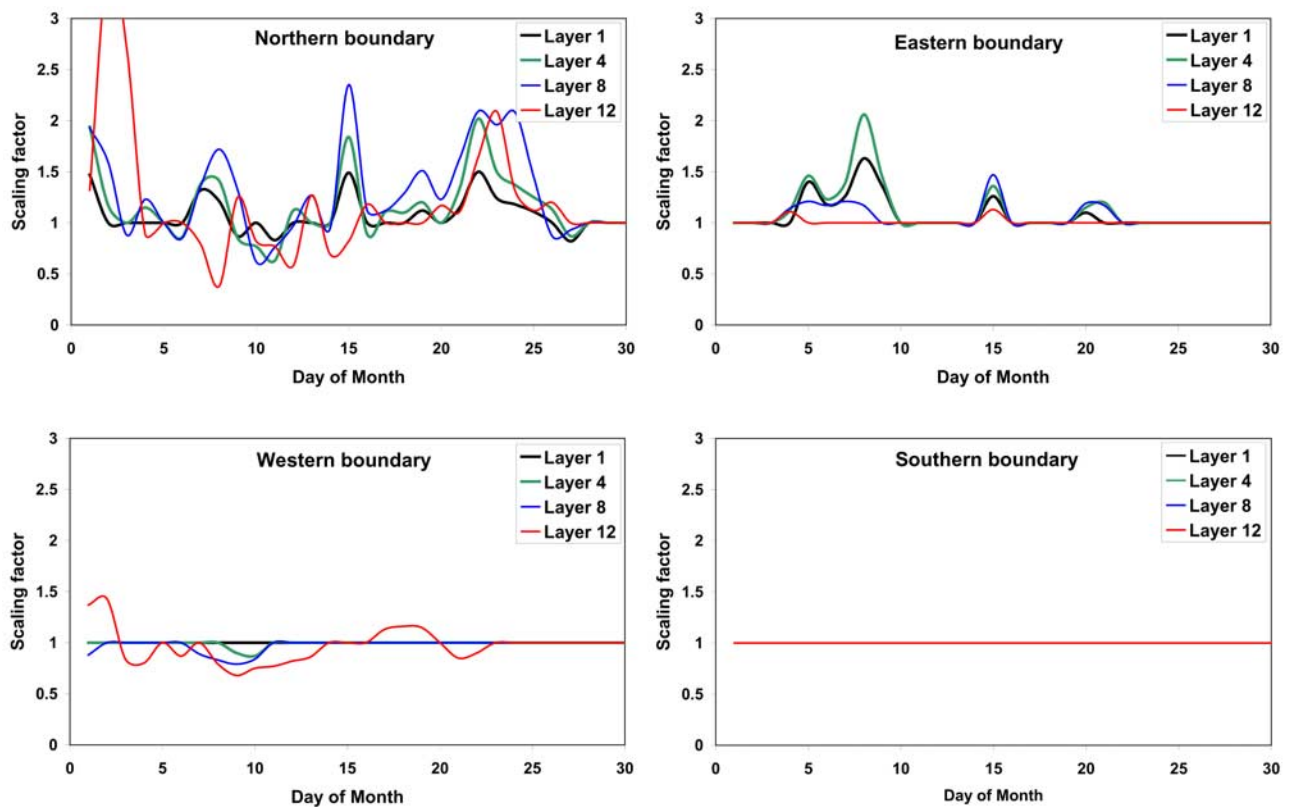 Northern boundary
Layer 1
Layer 4
Layer 8
Layer 12
Scaling factor
3
2.5
2
1.5
1
0.5
0
0 5 10 15 20 25 30
Day of Month
Eastern boundary
Layer 1
Layer 4
Layer 8
Layer 12
Scaling factor
3
2.5
2
1.5
1
0.5
0
0 5 10 15 20 25 30
Day of Month
Western boundary
Layer 1
Layer 4
Layer 8
Layer 12
Scaling factor
3
2.5
2
1.5
1
0.5
0
0 5 10 15 20 25 30
Day of Month
Southern boundary
Layer 1
Layer 4
Layer 8
Layer 12
Scaling factor
3
2.5
2
1.5
1
0.5
0
0 5 10 15 20 25 30
Day of Month